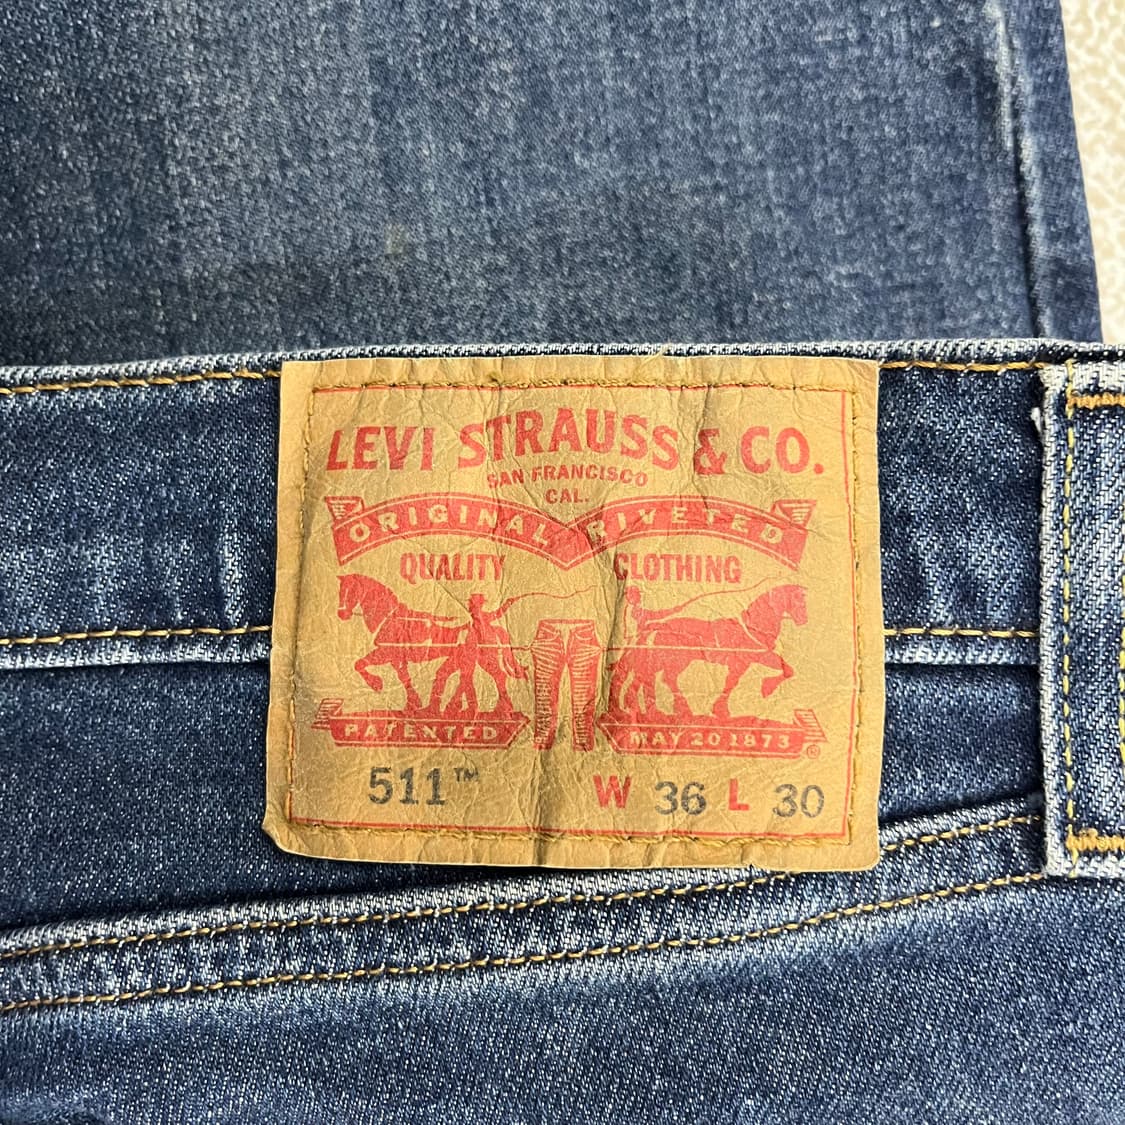 LEVI STRAUSS & CO.
SAN FRANCISCO
CAL.
ORIGINAL RIVETED
QUALITY CLOTHING
PATENTED MAY 20 1873 ®
511™ W 36 L 30